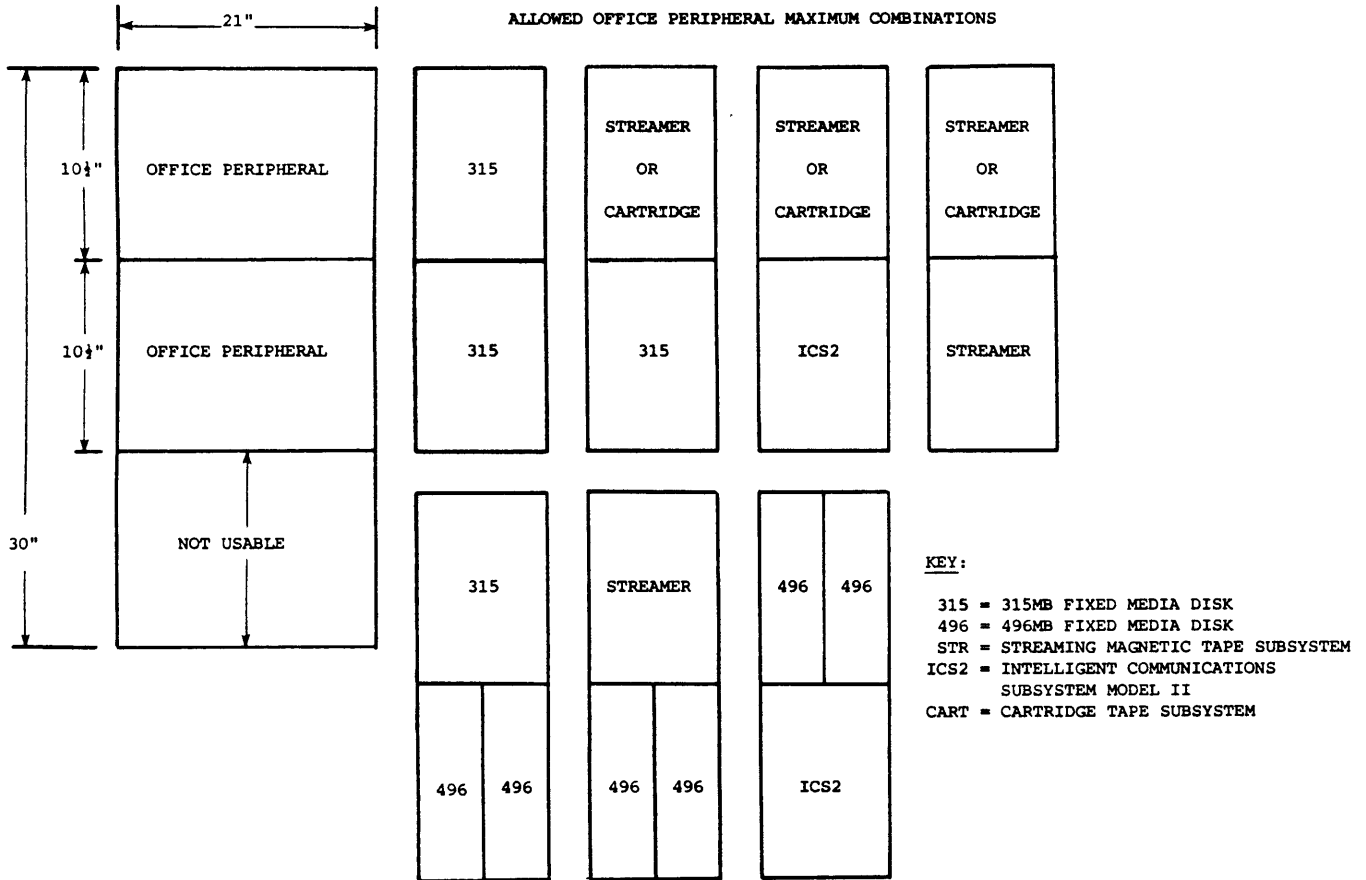 ALLOWED OFFICE PERIPHERAL MAXIMUM COMBINATIONS
21"
30"
10½"
OFFICE PERIPHERAL
10½"
OFFICE PERIPHERAL
NOT USABLE
315
315
STREAMER
OR
CARTRIDGE
315
STREAMER
OR
CARTRIDGE
ICS2
STREAMER
OR
CARTRIDGE
STREAMER
315
496 496
STREAMER
496 496
496 496
ICS2
KEY:
315 = 315MB FIXED MEDIA DISK
496 = 496MB FIXED MEDIA DISK
STR = STREAMING MAGNETIC TAPE SUBSYSTEM
ICS2 = INTELLIGENT COMMUNICATIONS
SUBSYSTEM MODEL II
CART = CARTRIDGE TAPE SUBSYSTEM